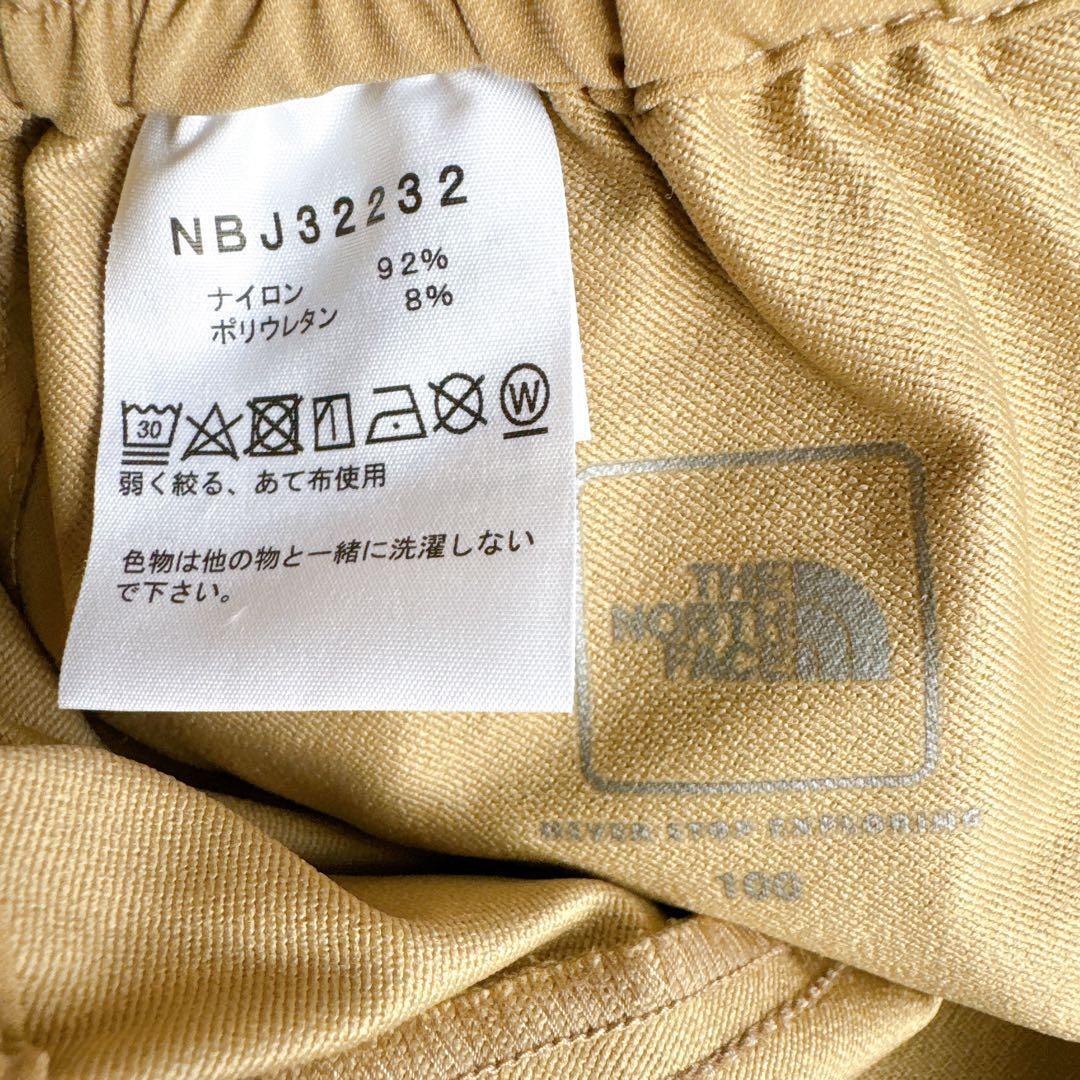 NBJ32232
ナイロン 92%
ポリウレタン 8%
30
W
弱く絞る、あて布使用
色物は他の物と一緒に洗濯しない
で下さい。
THE
NORTH
FACE
NEVER STOP EXPLORING
100